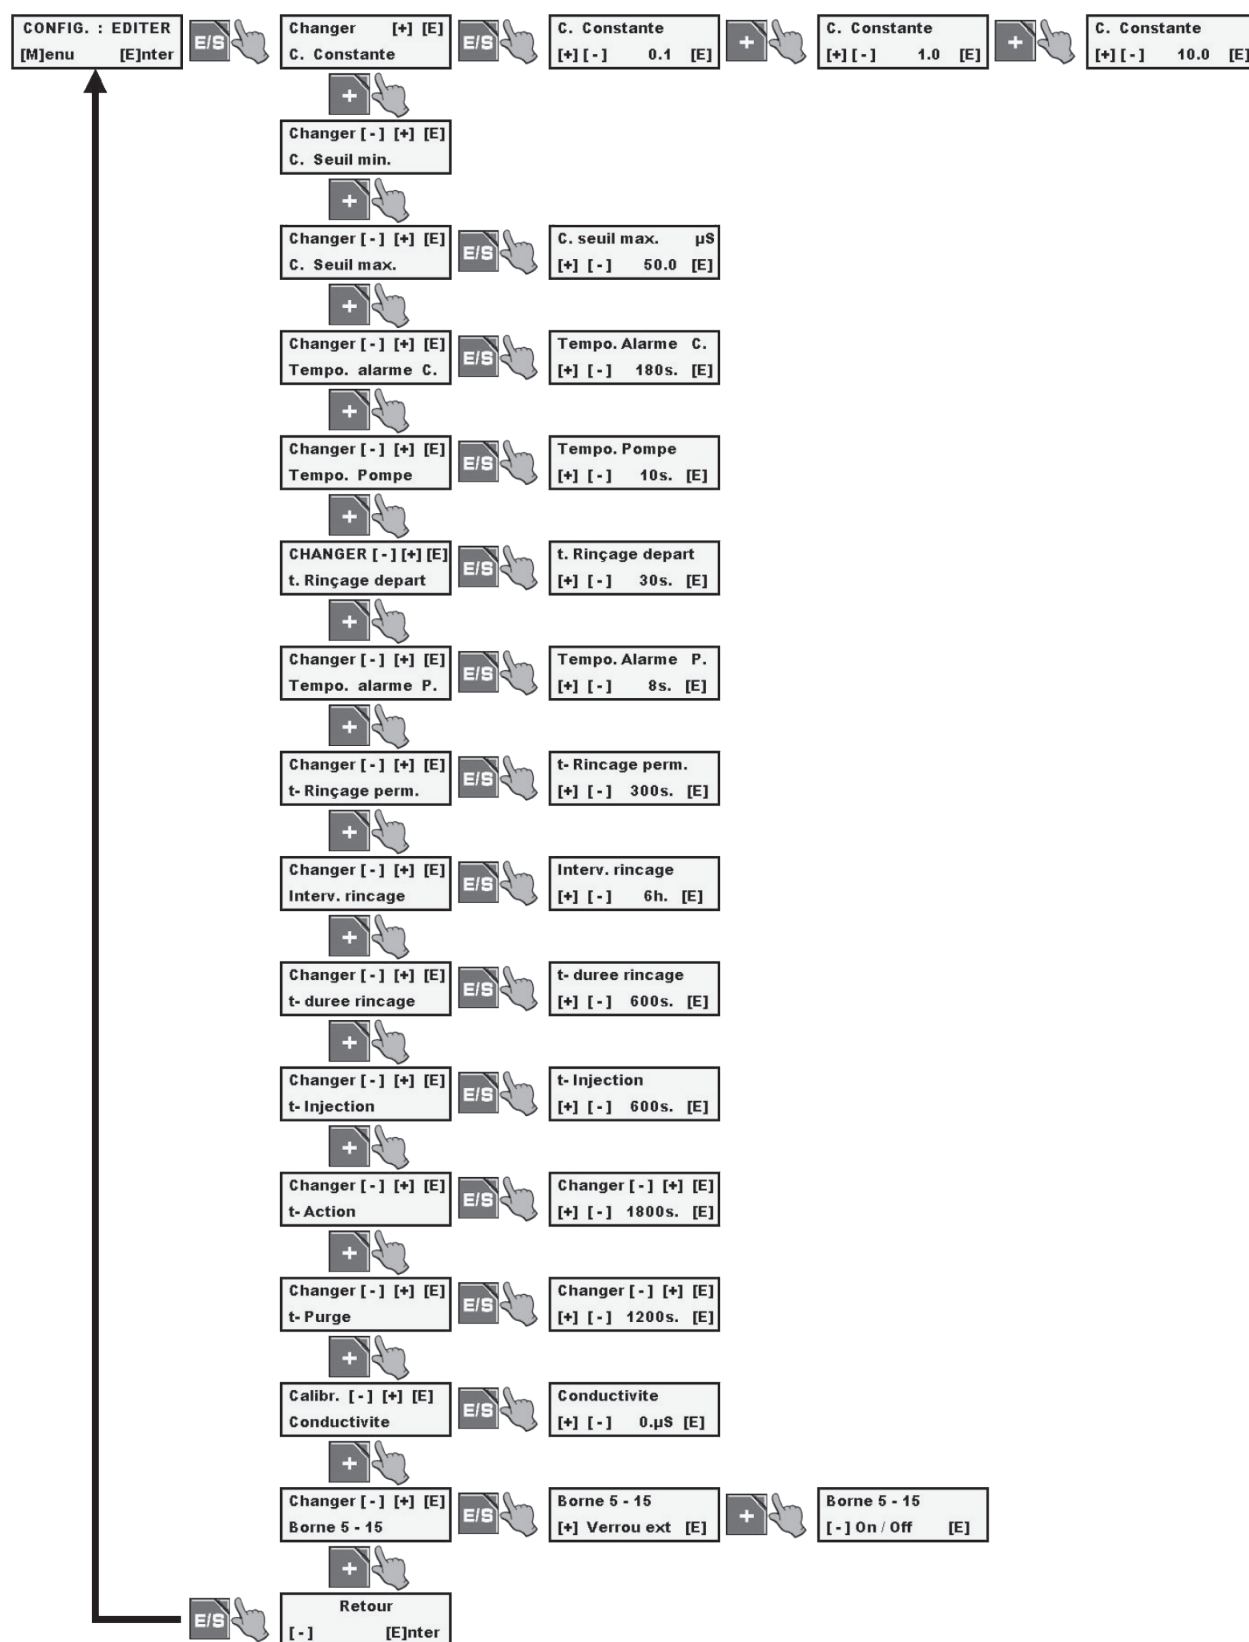 CONFIG. : EDITER
[M]enu [E]nter
E/S
Changer [+] [E]
C. Constante
E/S
C. Constante
[+] [-] 0.1 [E]
+
C. Constante
[+] [-] 1.0 [E]
+
C. Constante
[+] [-] 10.0 [E]
+
Changer [-] [+] [E]
C. Seuil min.
+
Changer [-] [+] [E]
C. Seuil max.
E/S
C. seuil max. µS
[+] [-] 50.0 [E]
+
Changer [-] [+] [E]
Tempo. alarme C.
E/S
Tempo. Alarme C.
[+] [-] 180s. [E]
+
Changer [-] [+] [E]
Tempo. Pompe
E/S
Tempo. Pompe
[+] [-] 10s. [E]
+
CHANGER [-] [+] [E]
t. Rinçage depart
E/S
t. Rinçage depart
[+] [-] 30s. [E]
+
Changer [-] [+] [E]
Tempo. alarme P.
E/S
Tempo. Alarme P.
[+] [-] 8s. [E]
+
Changer [-] [+] [E]
t- Rinçage perm.
E/S
t- Rincage perm.
[+] [-] 300s. [E]
+
Changer [-] [+] [E]
Interv. rincage
E/S
Interv. rincage
[+] [-] 6h. [E]
+
Changer [-] [+] [E]
t- duree rincage
E/S
t- duree rincage
[+] [-] 600s. [E]
+
Changer [-] [+] [E]
t- Injection
E/S
t- Injection
[+] [-] 600s. [E]
+
Changer [-] [+] [E]
t- Action
E/S
Changer [-] [+] [E]
[+] [-] 1800s. [E]
+
Changer [-] [+] [E]
t- Purge
E/S
Changer [-] [+] [E]
[+] [-] 1200s. [E]
+
Calibr. [-] [+] [E]
Conductivite
E/S
Conductivite
[+] [-] 0.µS [E]
+
Changer [-] [+] [E]
Borne 5 - 15
E/S
Borne 5 - 15
[+] Verrou ext [E]
+
Borne 5 - 15
[-] On / Off [E]
+
E/S
Retour
[-] [E]nter